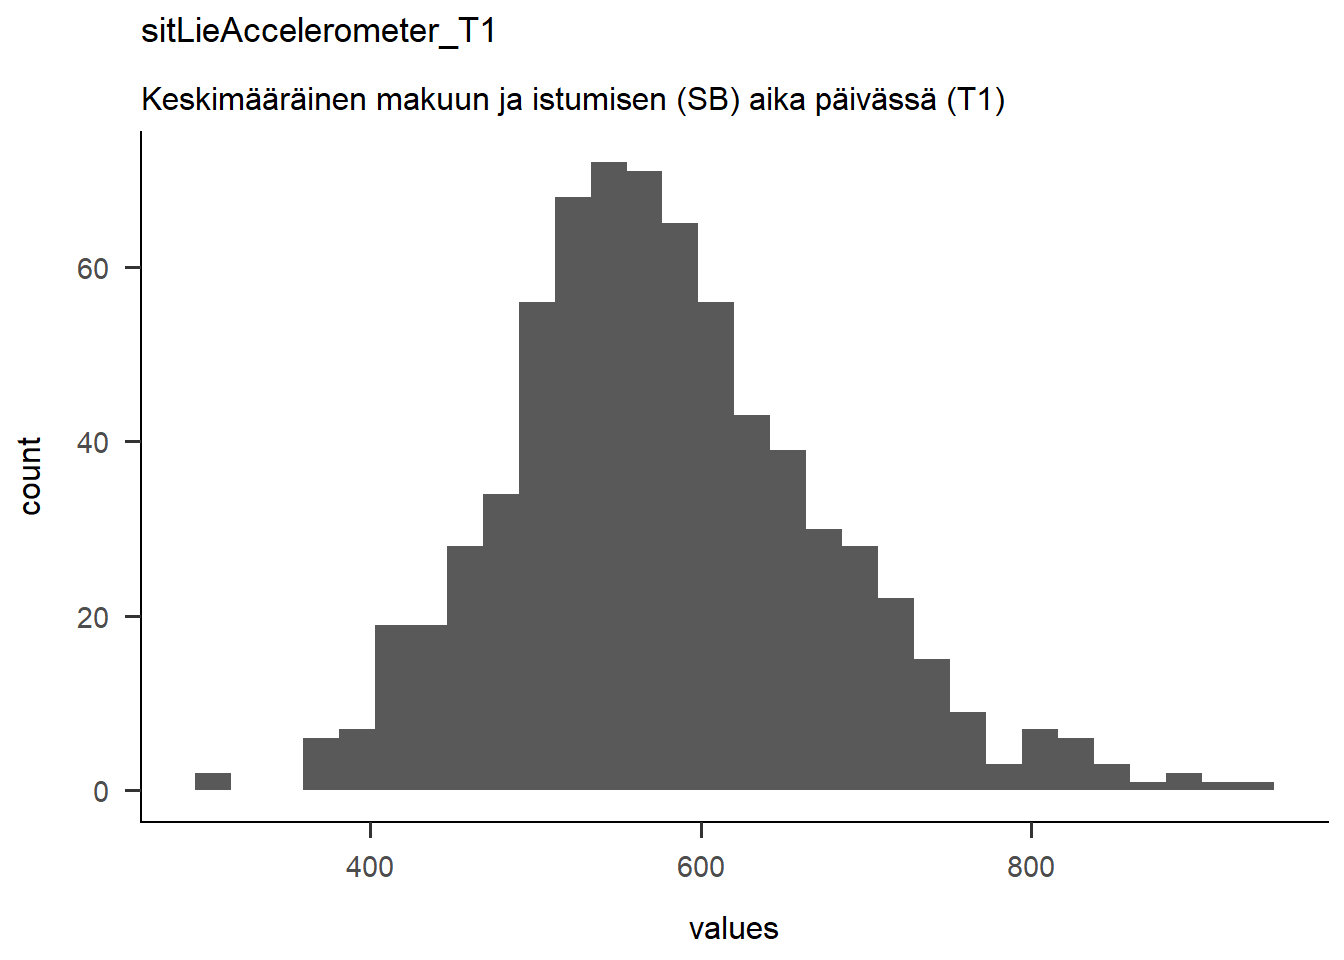 sitLieAccelerometer_T1
Keskimääräinen makuun ja istumisen (SB) aika päivässä (T1)
60
40
20
0
count
400
600
800
values